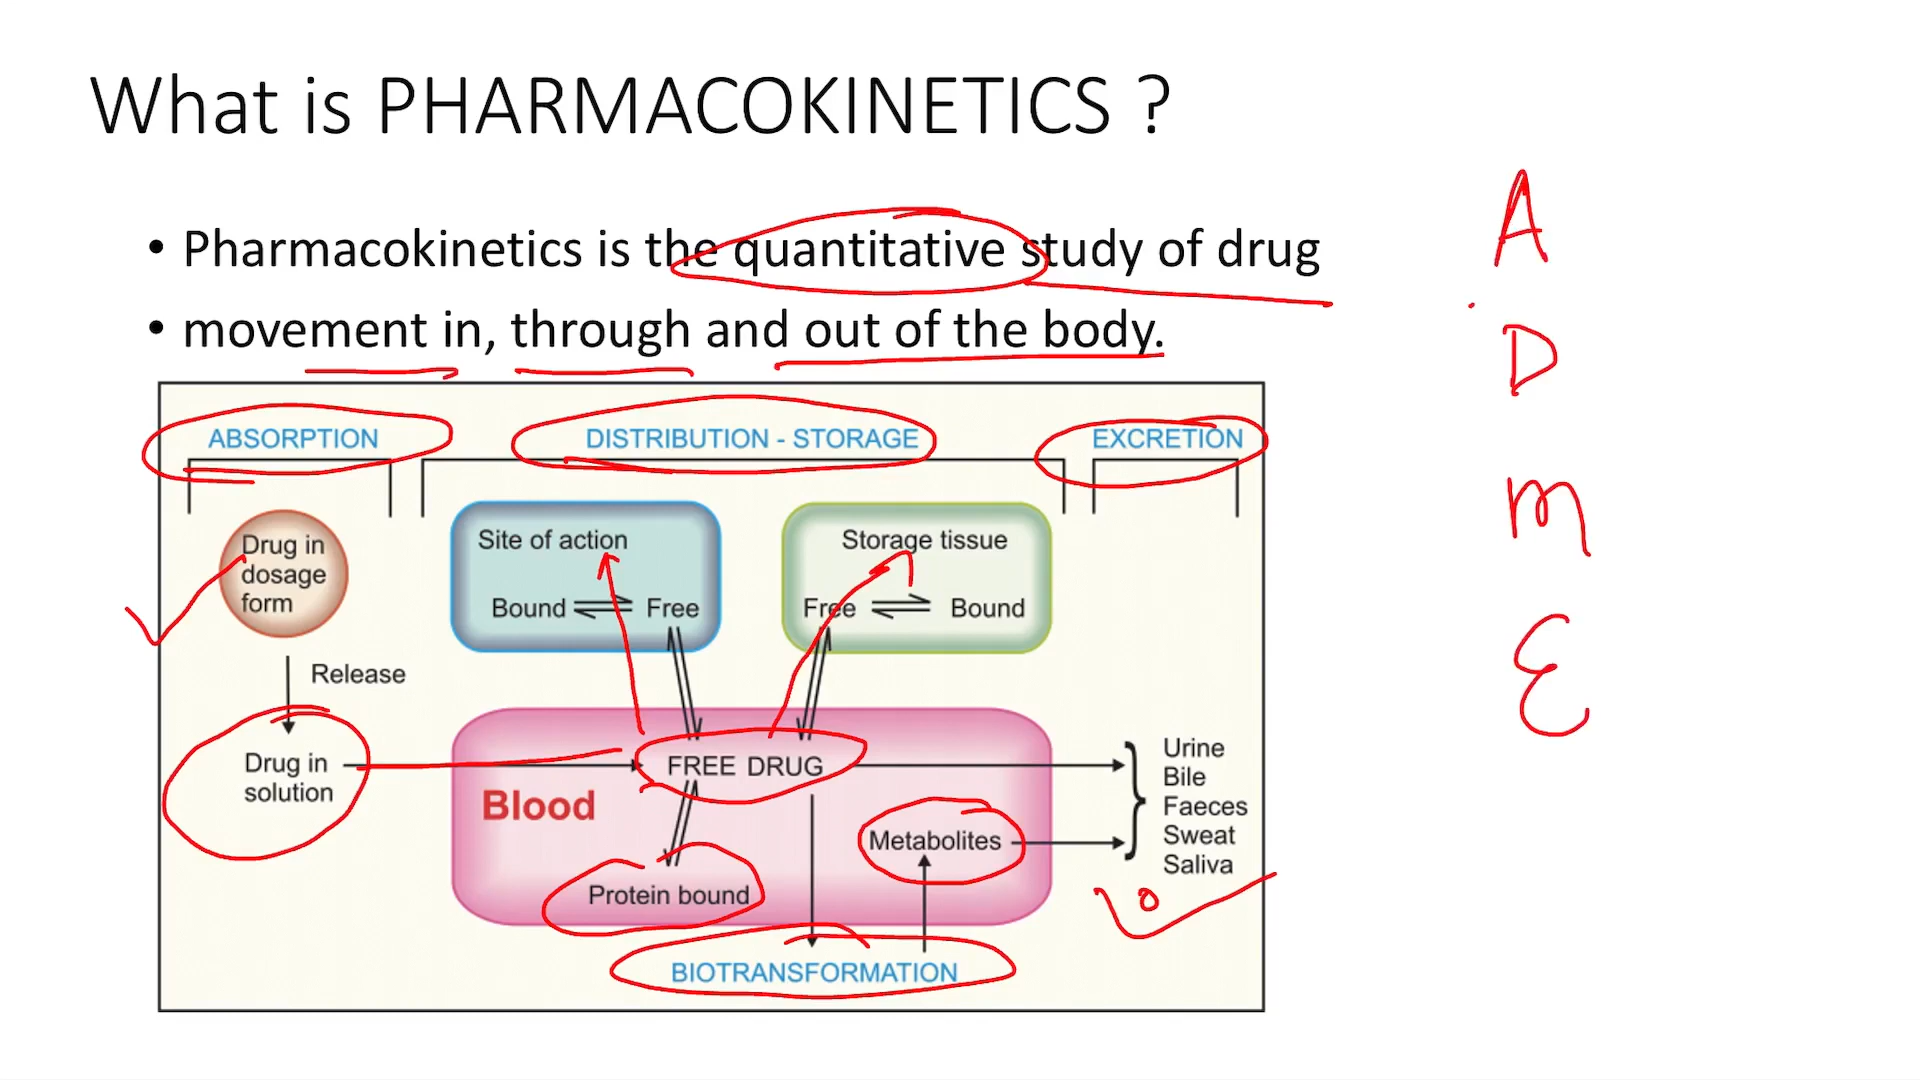 What is PHARMACOKINETICS ?
• Pharmacokinetics is the quantitative study of drug
• movement in, through and out of the body.
ABSORPTION
DISTRIBUTION - STORAGE
EXCRETION
Drug in
dosage
form
Release
Drug in
solution
Site of action
Bound ⇌ Free
Storage tissue
Free ⇌ Bound
FREE DRUG
Blood
Protein bound
Metabolites
BIOTRANSFORMATION
Urine
Bile
Faeces
Sweat
Saliva
A
D
M
E